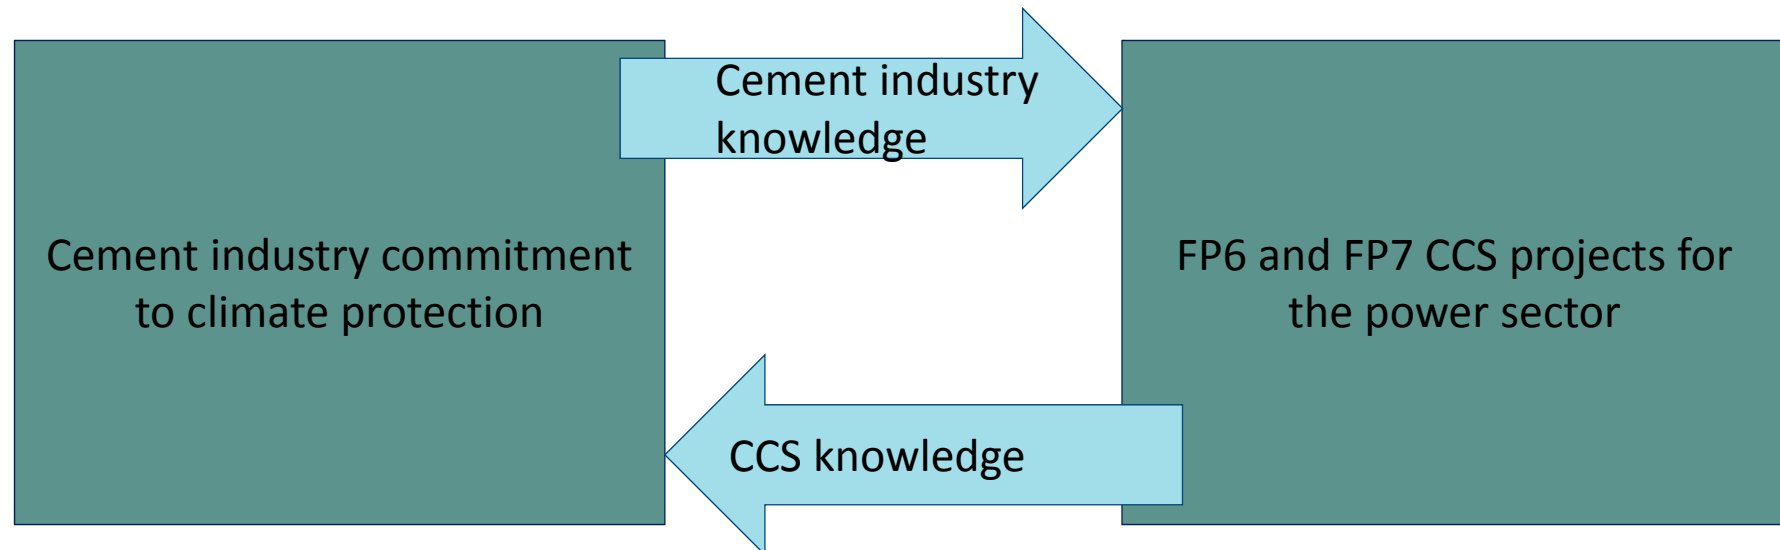 Cement industry
knowledge
Cement industry commitment
to climate protection
FP6 and FP7 CCS projects for
the power sector
CCS knowledge